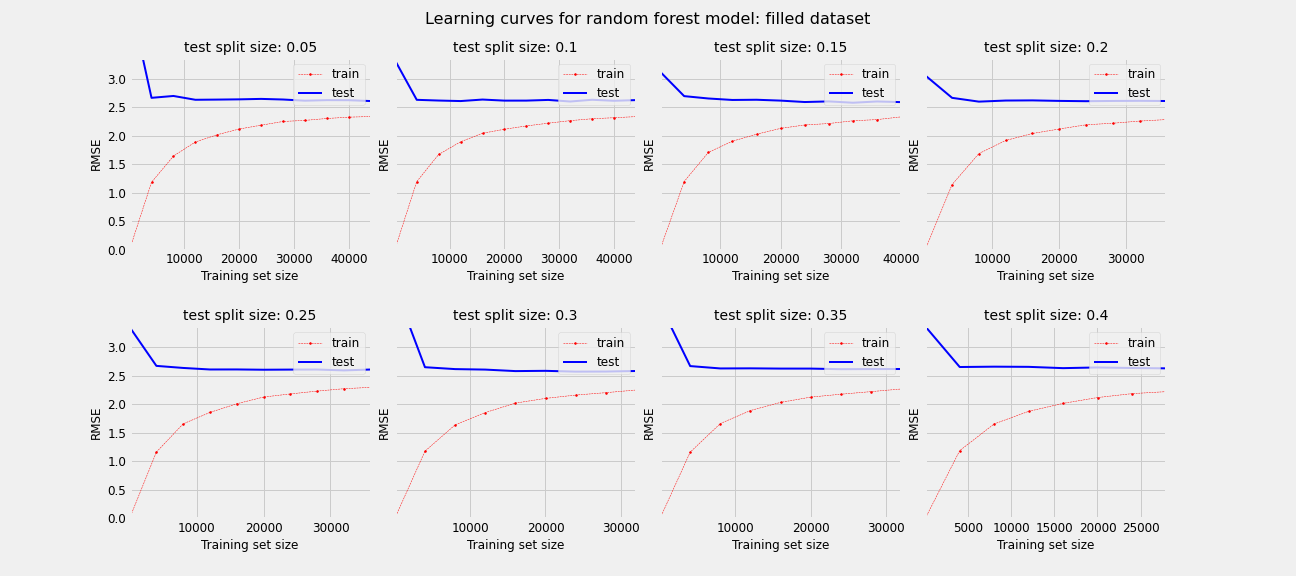 Learning curves for random forest model: filled dataset
test split size: 0.05
test split size: 0.1
test split size: 0.15
test split size: 0.2
train
test
train
test
train
test
train
test
3.0
2.5
2.0
1.5
1.0
0.5
0.0
RMSE
RMSE
RMSE
RMSE
10000 20000 30000 40000
10000 20000 30000 40000
10000 20000 30000 40000
10000 20000 30000
Training set size
Training set size
Training set size
Training set size
test split size: 0.25
test split size: 0.3
test split size: 0.35
test split size: 0.4
train
test
train
test
train
test
train
test
3.0
2.5
2.0
1.5
1.0
0.5
0.0
RMSE
RMSE
RMSE
RMSE
10000 20000 30000
10000 20000 30000
10000 20000 30000
5000 10000 15000 20000 25000
Training set size
Training set size
Training set size
Training set size